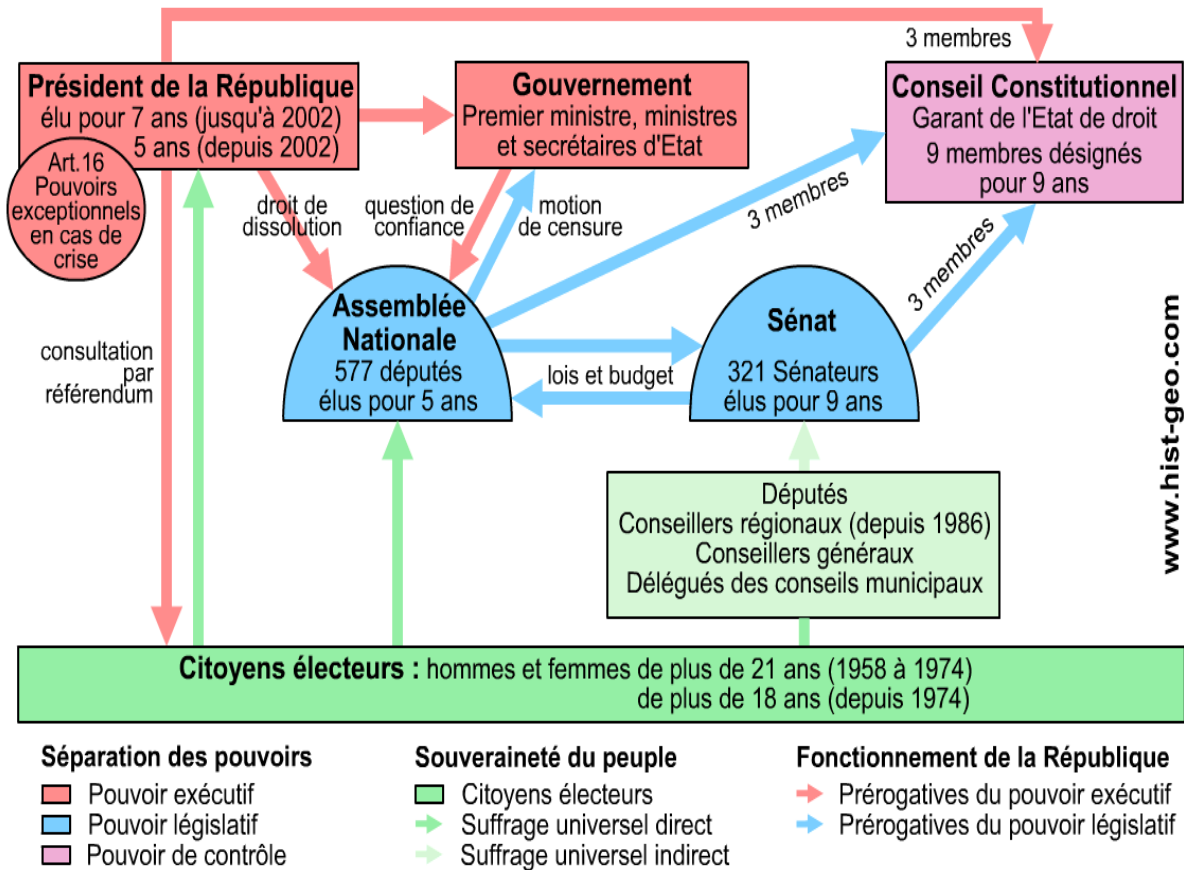 3 membres
Président de la République
élu pour 7 ans (jusqu'à 2002)
5 ans (depuis 2002)
Art.16
Pouvoirs
exceptionnels
en cas de
crise
Gouvernement
Premier ministre, ministres
et secrétaires d'Etat
Conseil Constitutionnel
Garant de l'Etat de droit
9 membres désignés
pour 9 ans
droit de
dissolution
question de
confiance
motion
de censure
3 membres
3 membres
consultation
par
référendum
Assemblée
Nationale
577 députés
élus pour 5 ans
lois et budget
Sénat
321 Sénateurs
élus pour 9 ans
www.hist-geo.com
Députés
Conseillers régionaux (depuis 1986)
Conseillers généraux
Délégués des conseils municipaux
Citoyens électeurs : hommes et femmes de plus de 21 ans (1958 à 1974)
de plus de 18 ans (depuis 1974)
Séparation des pouvoirs
Pouvoir exécutif
Pouvoir législatif
Pouvoir de contrôle
Souveraineté du peuple
Citoyens électeurs
Suffrage universel direct
Suffrage universel indirect
Fonctionnement de la République
Prérogatives du pouvoir exécutif
Prérogatives du pouvoir législatif